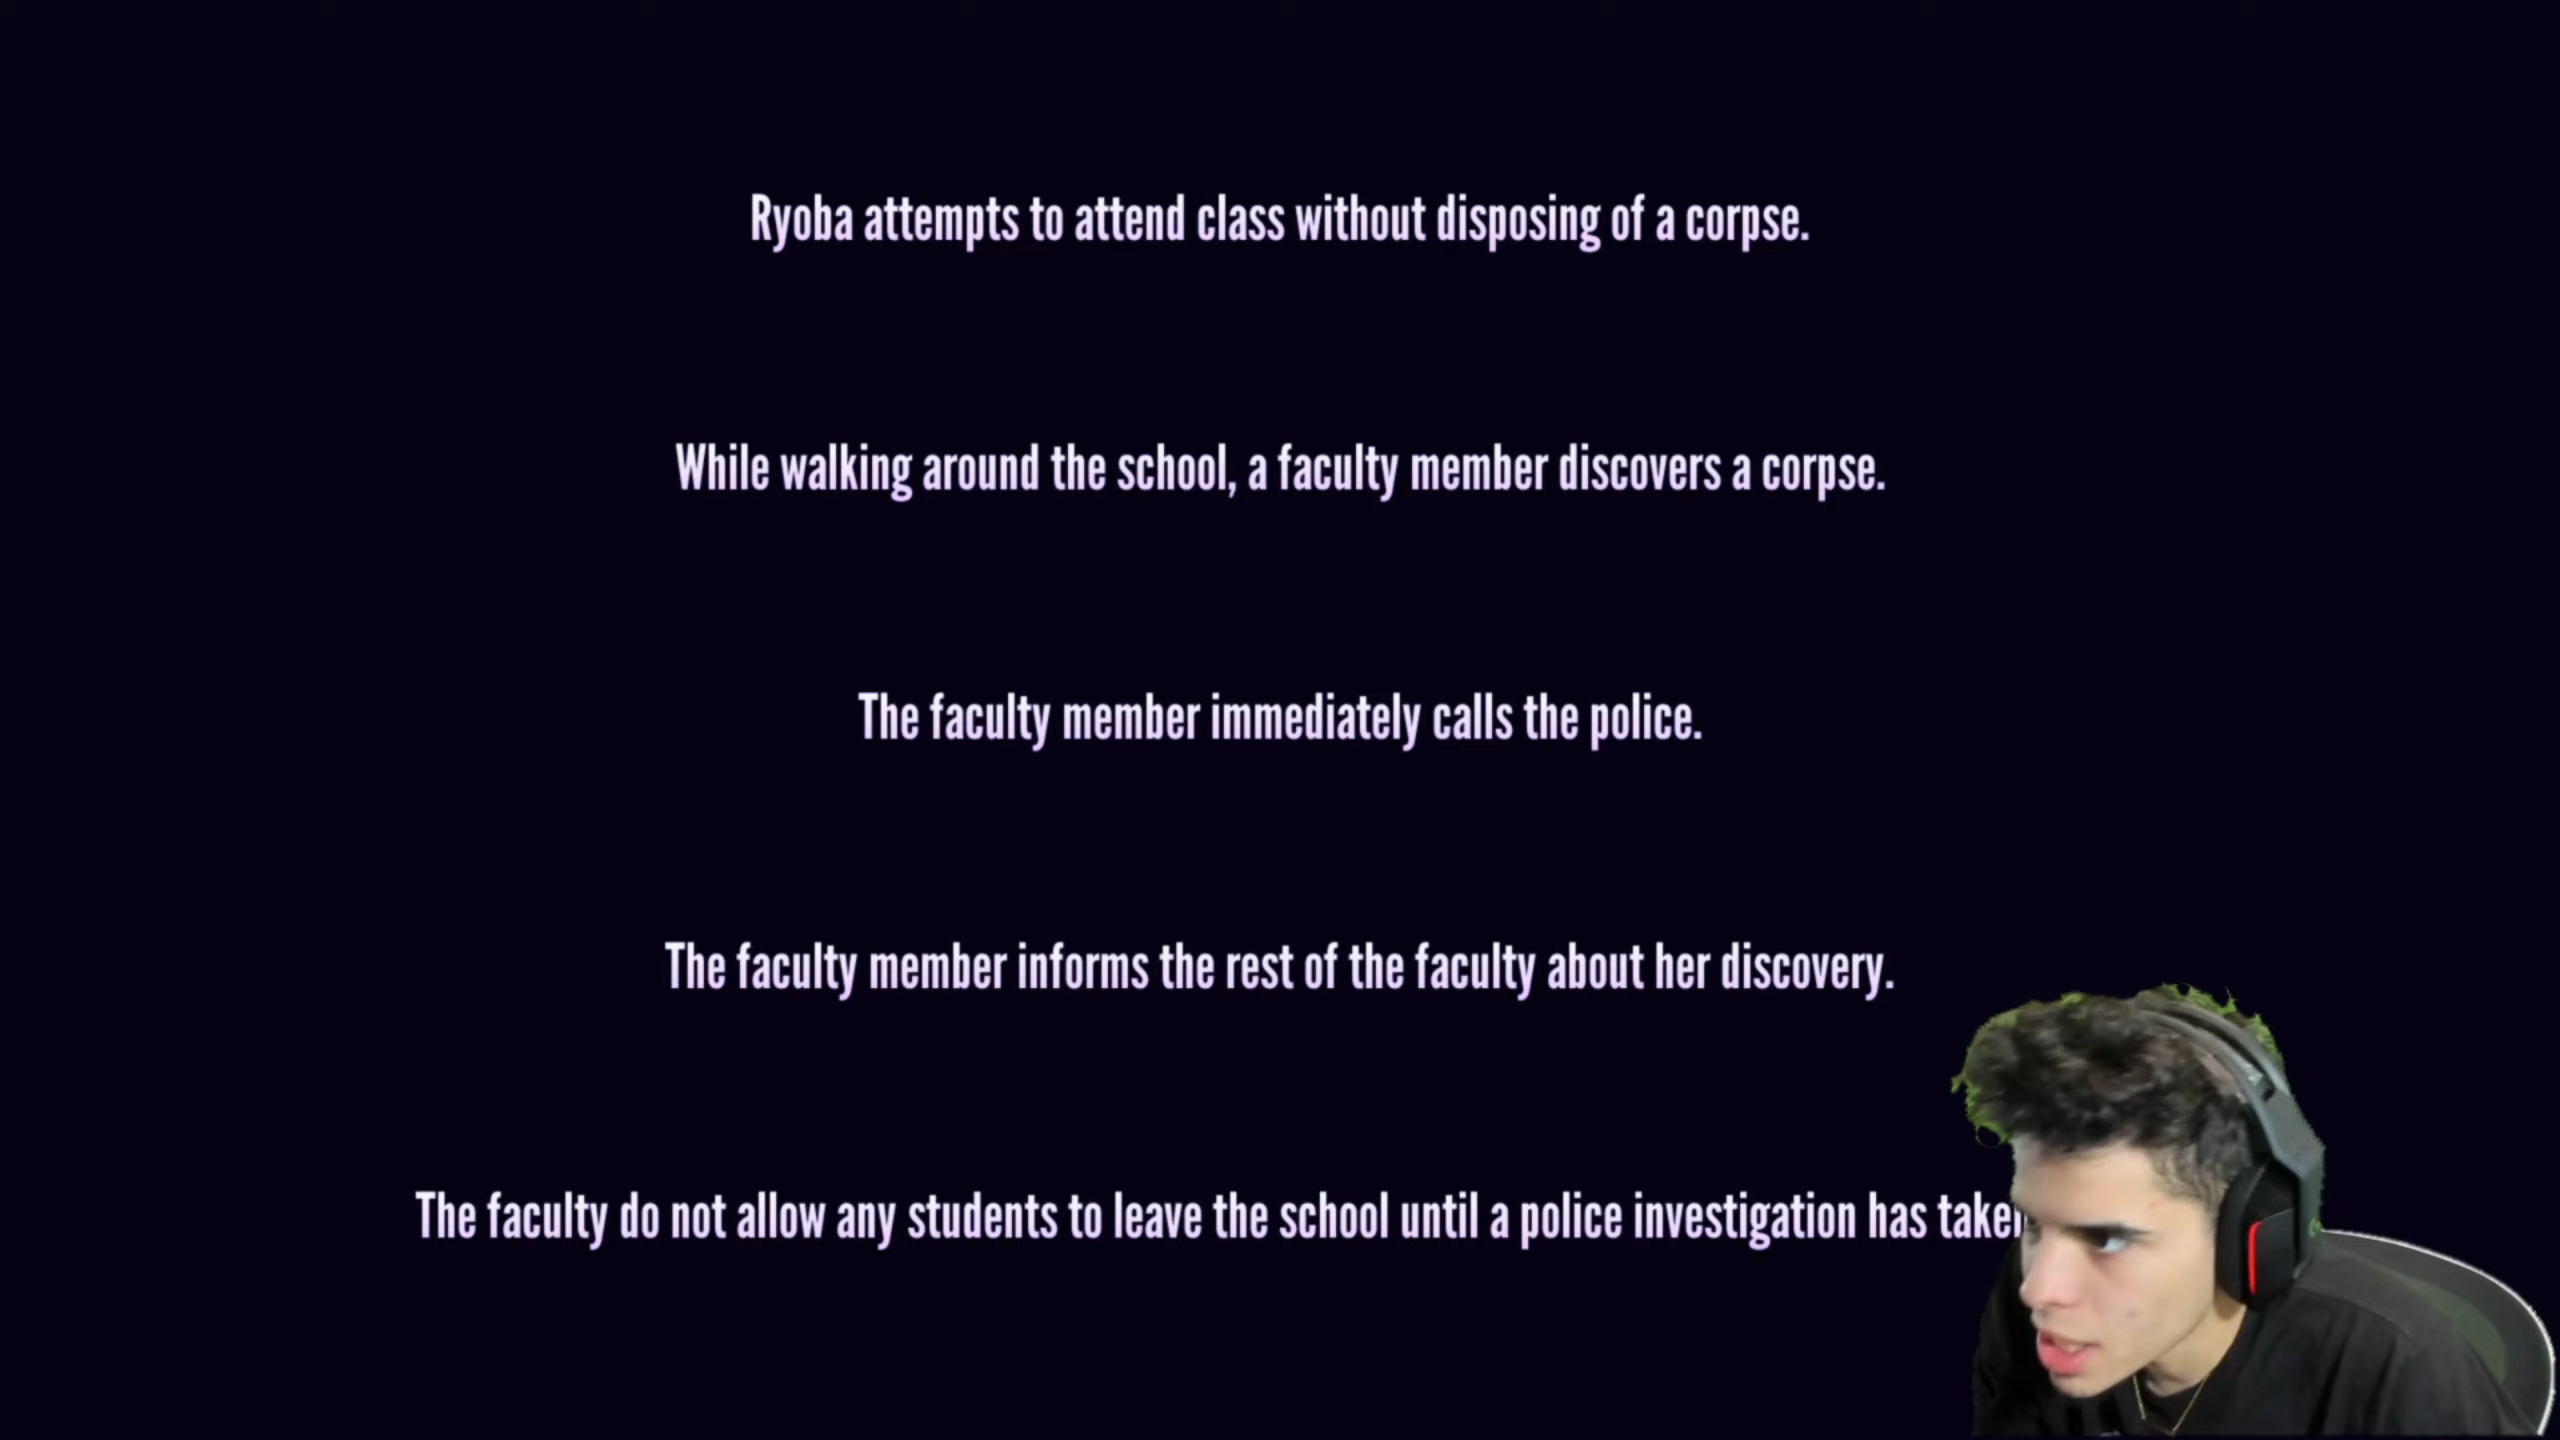 Ryoba attempts to attend class without disposing of a corpse.
While walking around the school, a faculty member discovers a corpse.
The faculty member immediately calls the police.
The faculty member informs the rest of the faculty about her discovery.
The faculty do not allow any students to leave the school until a police investigation has taken